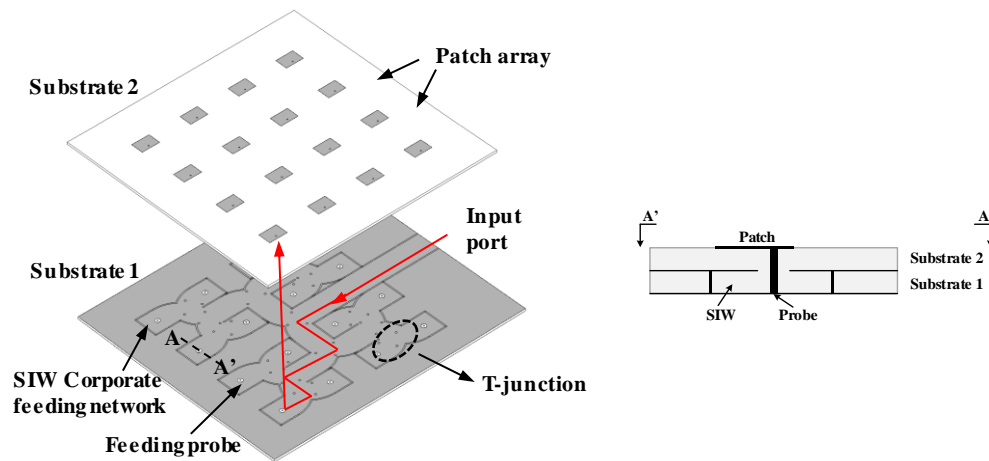 Patch array
Substrate 2
Input
port
Substrate 1
A
A'
SIW Corporate
feeding network
Feeding probe
T-junction
A'
A
Patch
Substrate 2
Substrate 1
SIW
Probe